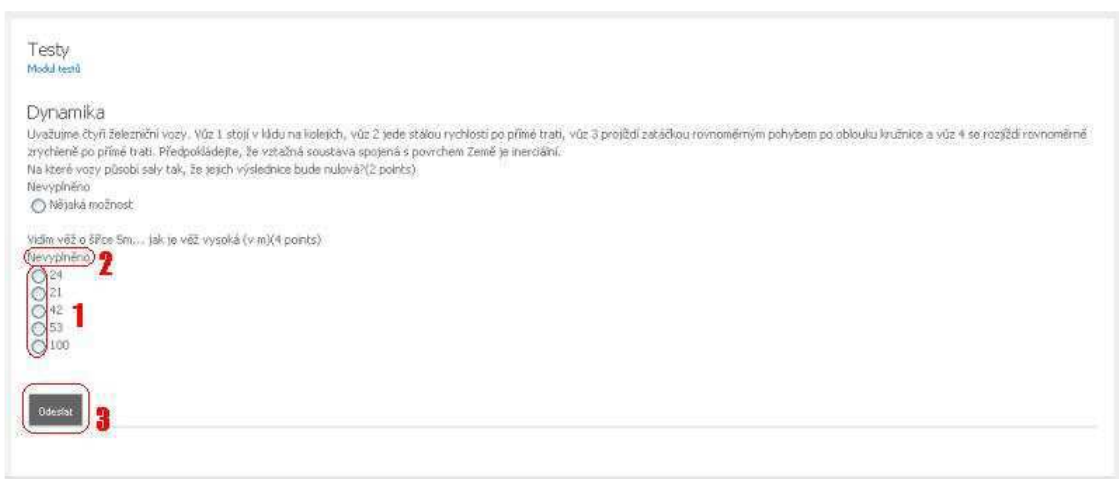 Testy
Modul testů
Dynamika
Uvažujme čtyři železniční vozy. Vůz 1 stojí v klidu na kolejích, vůz 2 jede stálou rychlostí po přímé trati, vůz 3 projíždí zatáčkou rovnoměrným pohybem po oblouku kružnice a vůz 4 se rozjíždí rovnoměrně
zrychleně po přímé trati. Předpokládejte, že vztažná soustava spojená s povrchem Země je inerciální.
Na které vozy působí saly tak, že jejich výslednice bude nulová?(2 points)
Nevyplněno
Nějaká možnost
Vidím věž o šířce 5m... jak je věž vysoká (v m)(4 points)
Nevyplněno 2
24
21
42 1
53
100
Odeslat 3